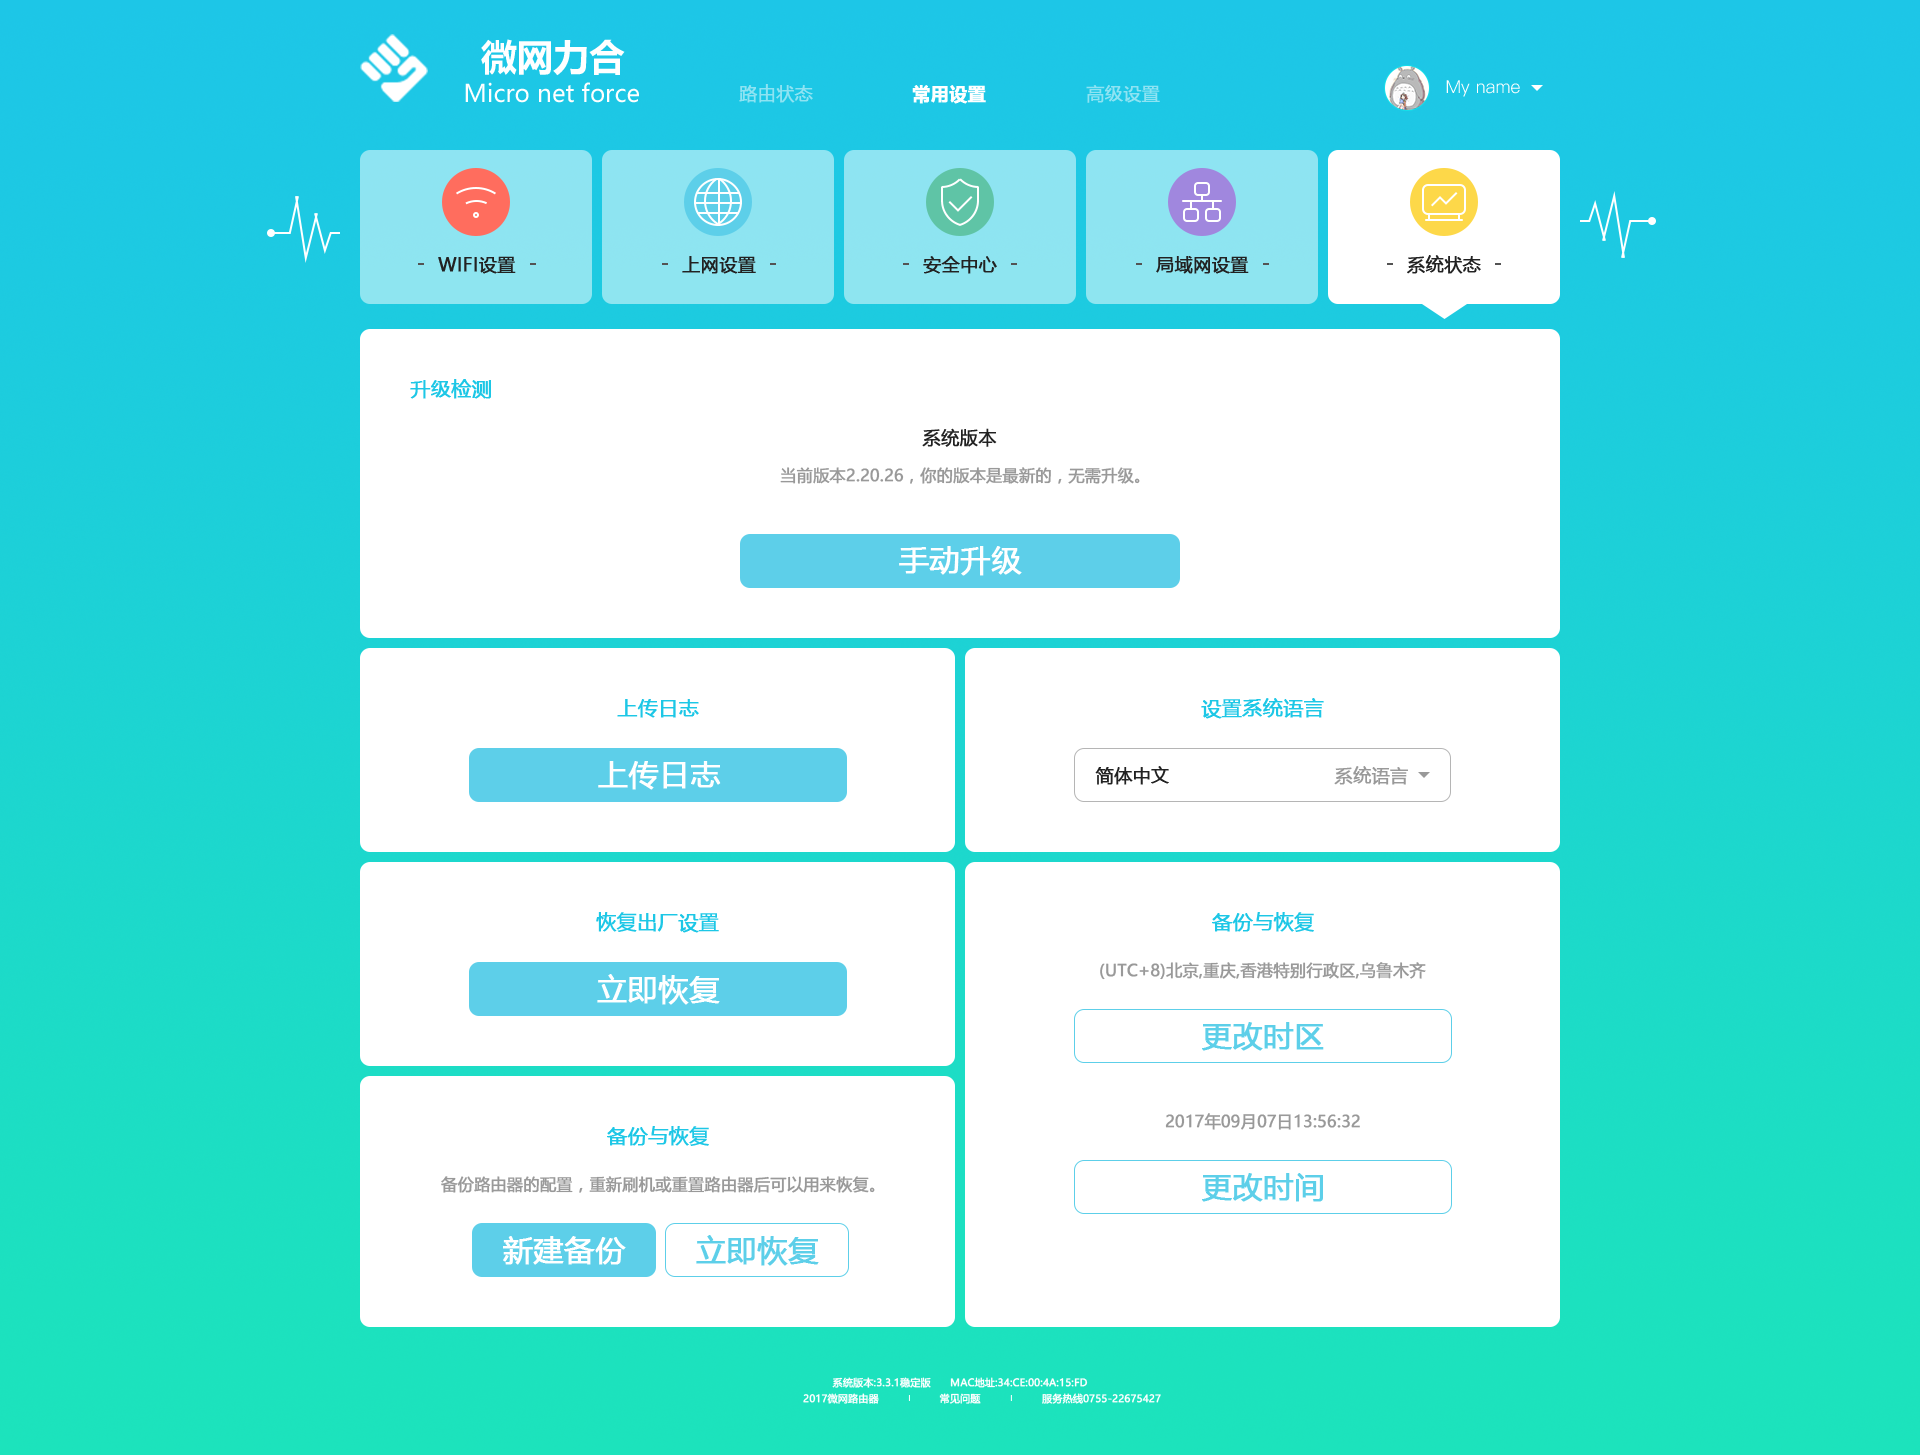 微网力合
Micro net force
路由状态
常用设置
高级设置
My name
- WIFI设置 -
- 上网设置 -
- 安全中心 -
- 局域网设置 -
- 系统状态 -
升级检测
系统版本
当前版本2.20.26，你的版本是最新的，无需升级。
手动升级
上传日志
上传日志
设置系统语言
简体中文 系统语言
恢复出厂设置
立即恢复
备份与恢复
(UTC+8)北京,重庆,香港特别行政区,乌鲁木齐
更改时区
2017年09月07日13:56:32
更改时间
备份与恢复
备份路由器的配置，重新刷机或重置路由器后可以用来恢复。
新建备份 立即恢复
系统版本:3.3.1稳定版 MAC地址:34:CE:00:4A:15:FD
2017微网路由器 | 常见问题 | 服务热线0755-22675427